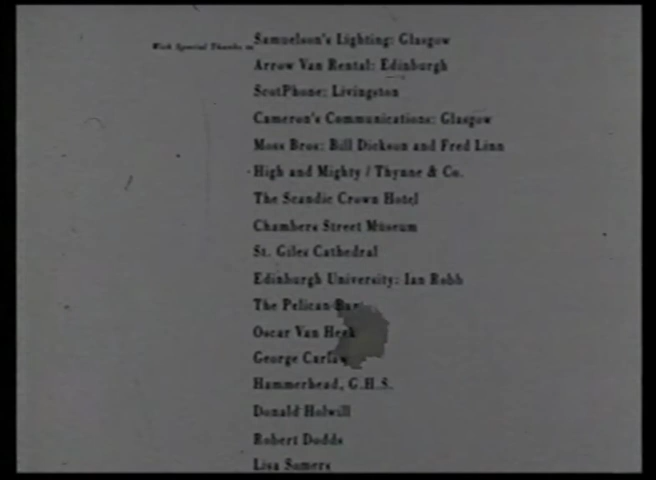 With Special Thanks to
Samuelson's Lighting: Glasgow
Arrow Van Rental: Edinburgh
ScotPhone: Livingston
Cameron's Communications: Glasgow
Moss Bros: Bill Dickson and Fred Linn
High and Mighty / Thynne & Co.
The Scandic Crown Hotel
Chambers Street Museum
St. Giles Cathedral
Edinburgh University: Ian Robb
The Pelican Bar
Oscar Van
George
Hammerhead, G.H.S.
Donald Holwill
Robert Dodds
Lisa Somers